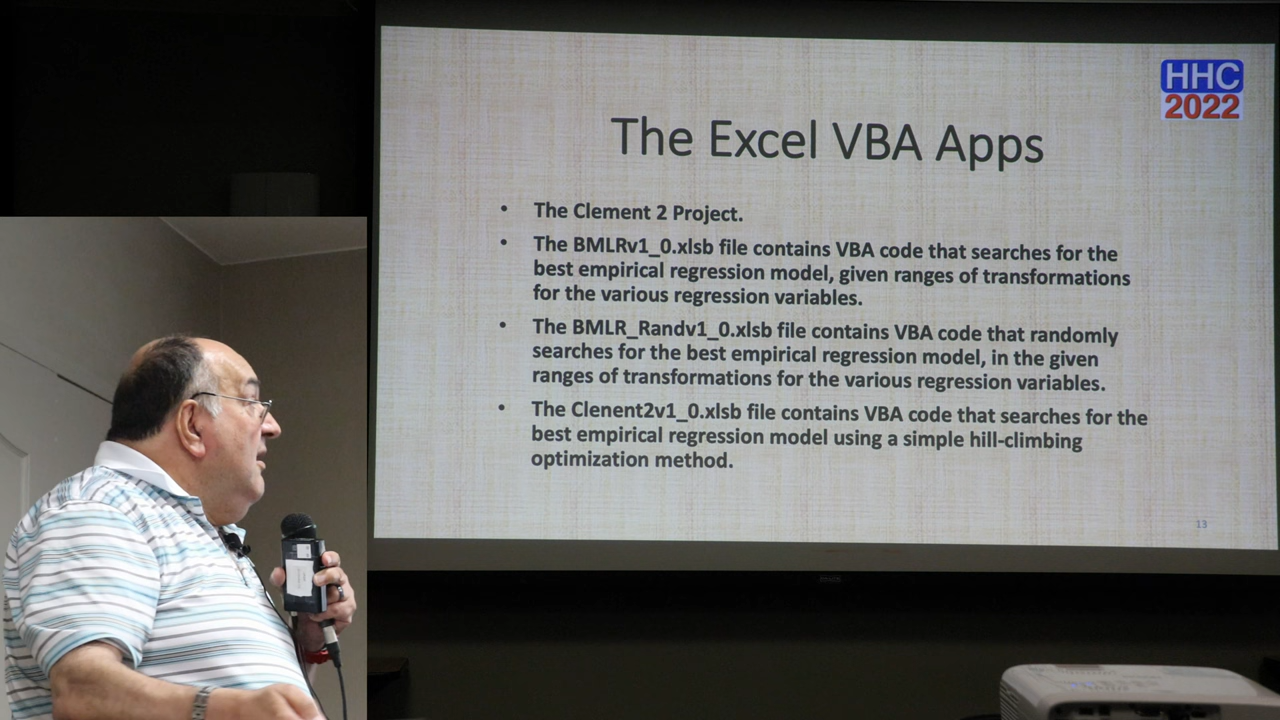 HHC
2022
The Excel VBA Apps
• The Clement 2 Project.
• The BMLRv1_0.xlsb file contains VBA code that searches for the
best empirical regression model, given ranges of transformations
for the various regression variables.
• The BMLR_Randv1_0.xlsb file contains VBA code that randomly
searches for the best empirical regression model, in the given
ranges of transformations for the various regression variables.
• The Clenent2v1_0.xlsb file contains VBA code that searches for the
best empirical regression model using a simple hill-climbing
optimization method.
13